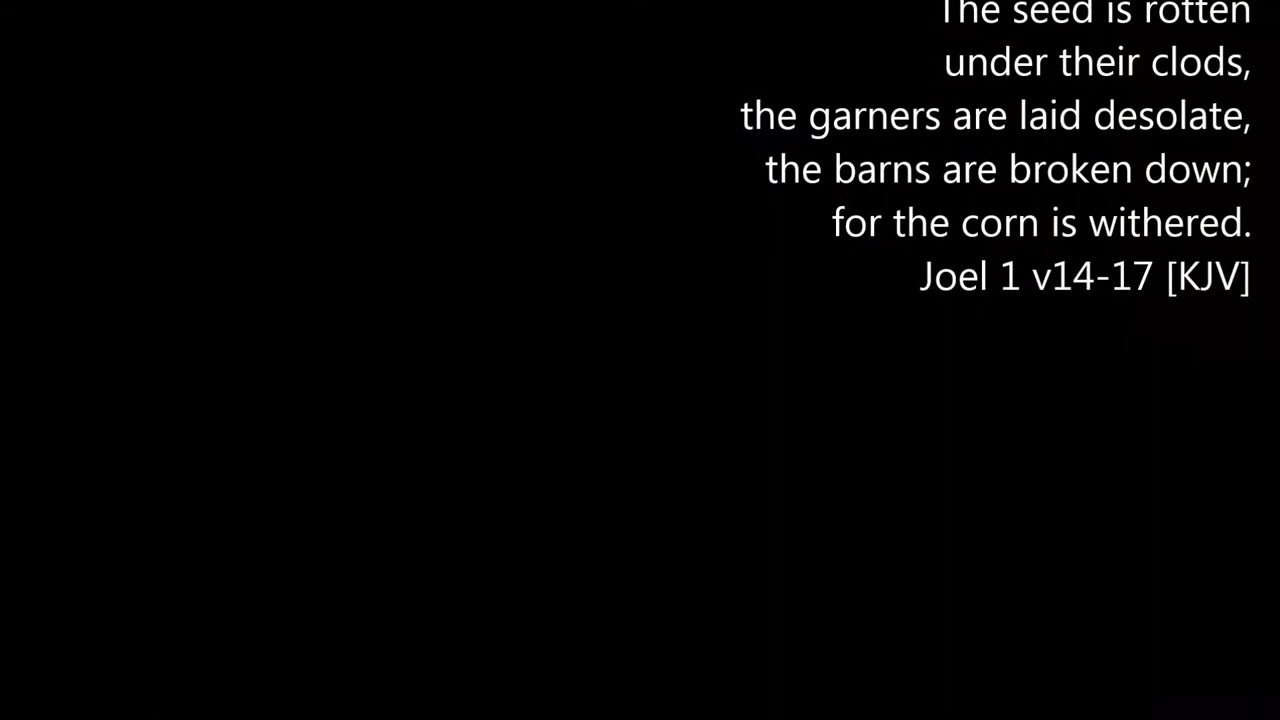 The seed is rotten
under their clods,
the garners are laid desolate,
the barns are broken down;
for the corn is withered.
Joel 1 v14-17 [KJV]